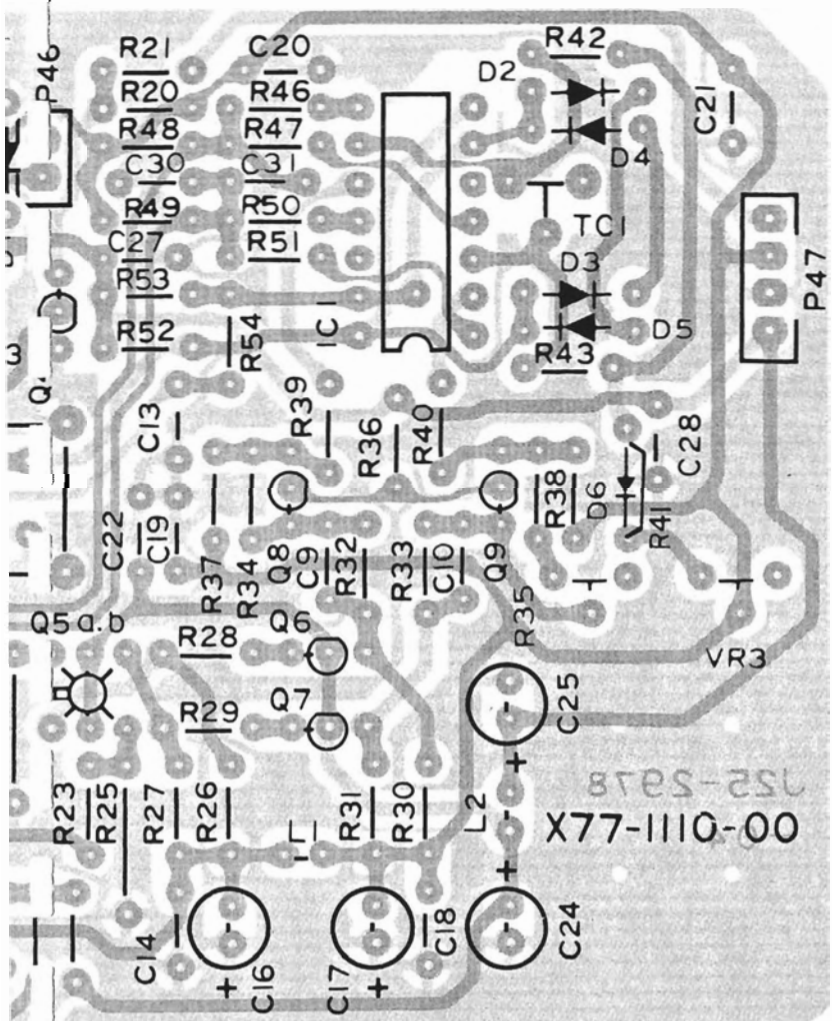 R21
C20
R42
P46
D2
R20
R46
C21
R48
R47
C30
C31
D4
R49
R50
TC1
C27
R51
D3
P47
R53
IC1
R52
R54
D5
R43
R39
R36
R40
C13
C28
R38
D6
R41
C22
C19
R37
R34
Q8
C9
R32
R33
C10
Q9
R35
Q5 a.b
R28
Q6
VR3
Q7
R29
C25
+
J25-2978
R23
R25
R27
R26
R31
R30
L2
X77-1110-00
+
C14
C16
+
C17
+
C18
C24